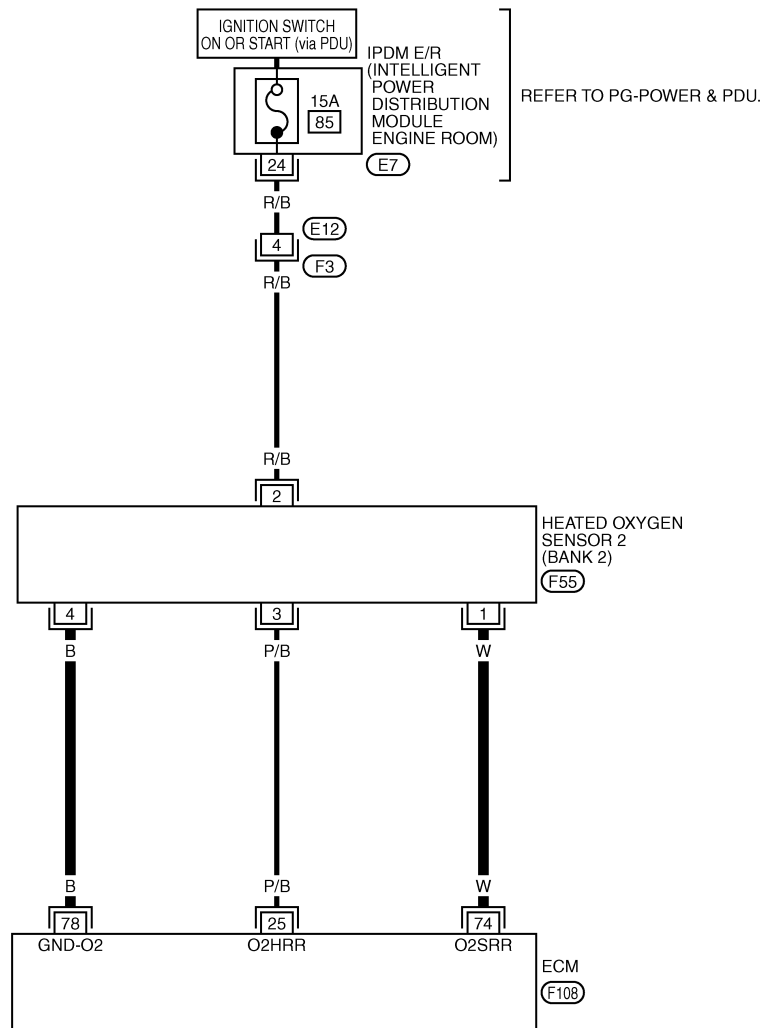 IGNITION SWITCH
ON OR START (via PDU)
IPDM E/R
(INTELLIGENT
POWER
DISTRIBUTION
MODULE
ENGINE ROOM)
REFER TO PG-POWER & PDU.
15A
85
24
E7
R/B
E12
4
F3
R/B
R/B
2
HEATED OXYGEN
SENSOR 2
(BANK 2)
F55
4 3 1
B P/B W
B P/B W
78 25 74
GND-O2 O2HRR O2SRR
ECM
F108